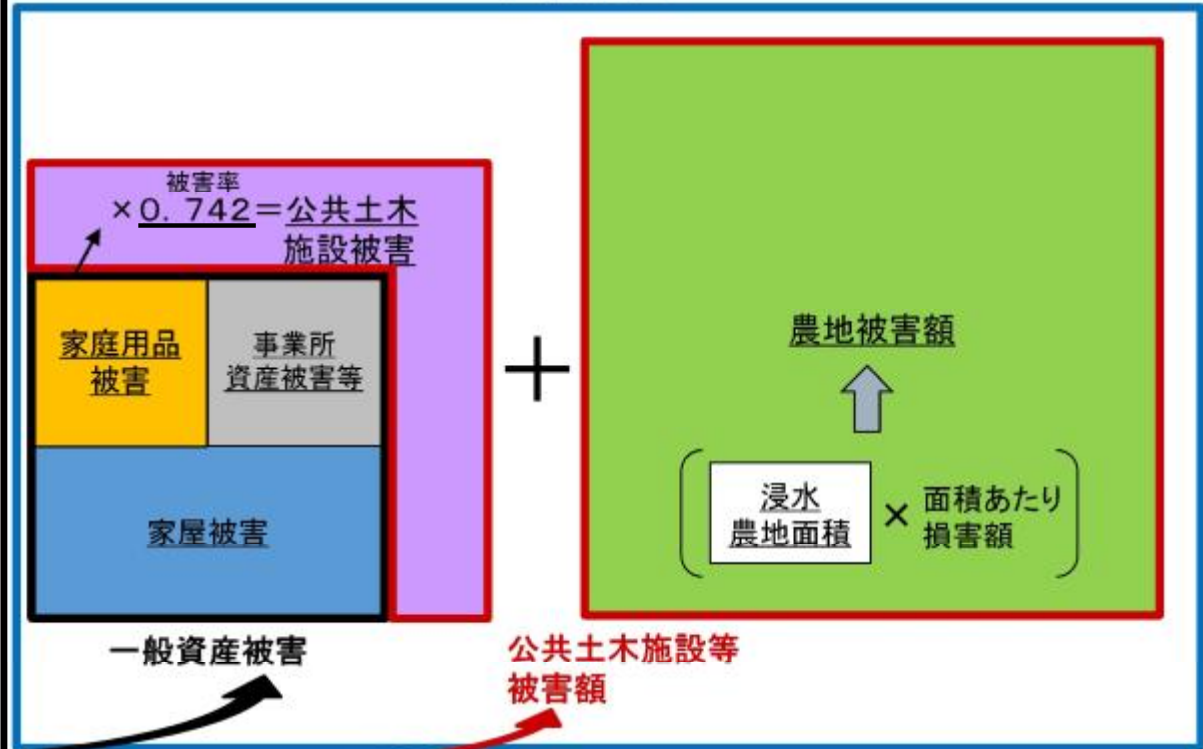 被害率
×０．７４２＝公共土木
施設被害
家庭用品
被害
事業所
資産被害等
家屋被害
＋
農地被害額
浸水
農地面積
×
面積あたり
損害額
一般資産被害
公共土木施設等
被害額